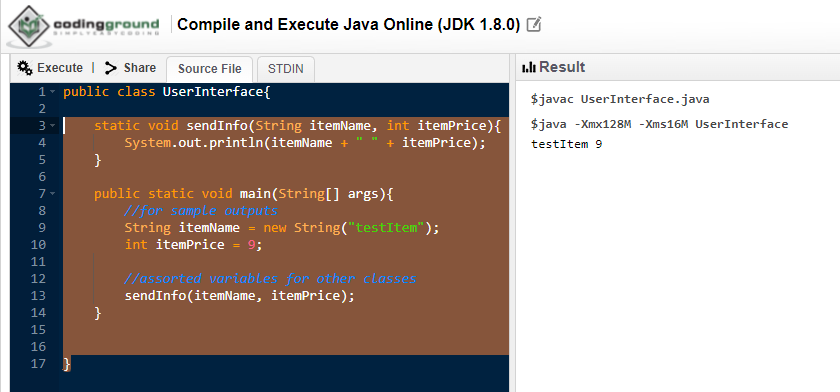 codingground
SIMPLYEASYCODING
Compile and Execute Java Online (JDK 1.8.0)
Execute | Share Source File STDIN
1 public class UserInterface{
2
3 static void sendInfo(String itemName, int itemPrice){
4 System.out.println(itemName + " " + itemPrice);
5 }
6
7 public static void main(String[] args){
8 //for sample outputs
9 String itemName = new String("testItem");
10 int itemPrice = 9;
11
12 //assorted variables for other classes
13 sendInfo(itemName, itemPrice);
14 }
15
16
17 }
Result
$javac UserInterface.java
$java -Xmx128M -Xms16M UserInterface
testItem 9